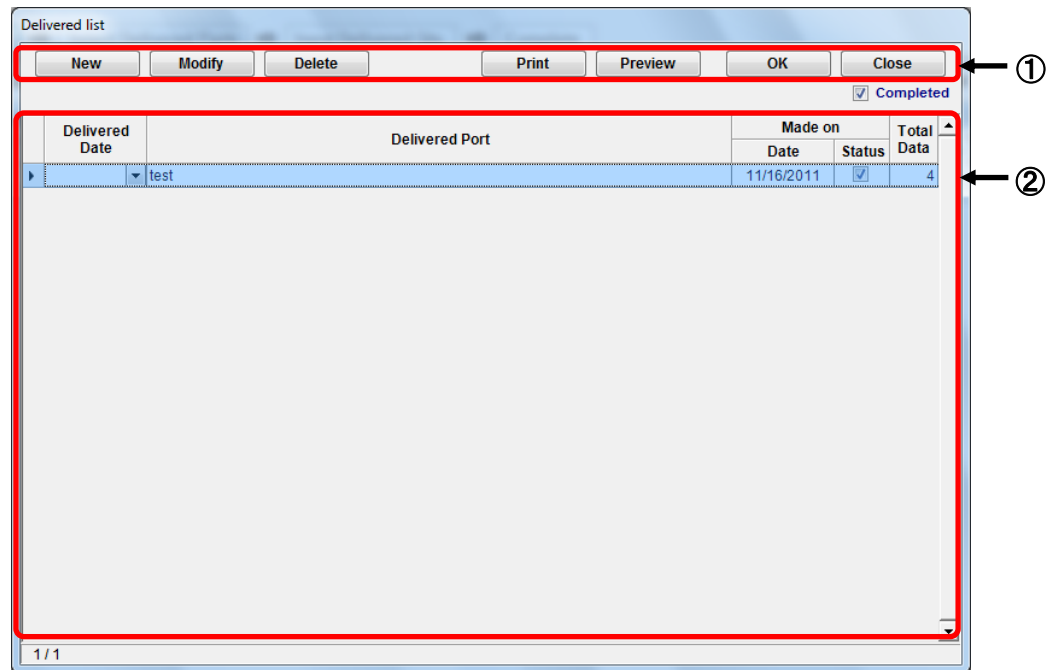 Delivered list
New Modify Delete Print Preview OK Close
①
Completed
Delivered Date Delivered Port Made on Total Data
Date Status
test 11/16/2011 4
②
1 / 1